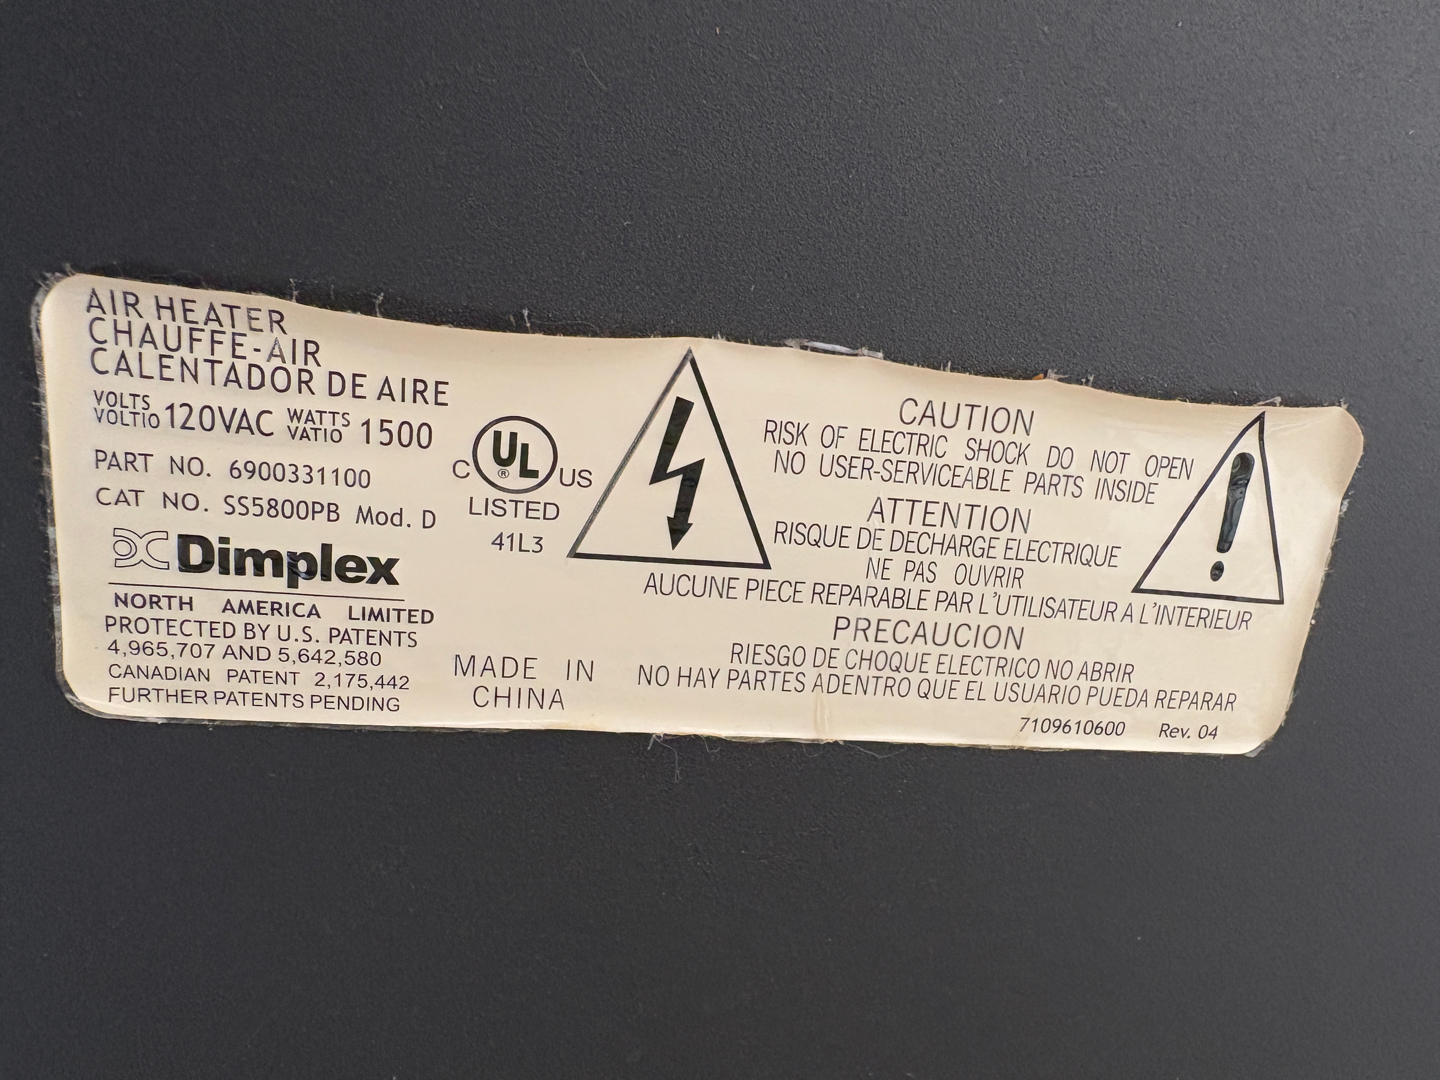 AIR HEATER
CHAUFFE-AIR
CALENTADOR DE AIRE
VOLTS
VOLTIO 120VAC WATTS
VATIO 1500
PART NO. 6900331100
CAT NO. SS5800PB Mod. D
Dimplex
NORTH AMERICA LIMITED
PROTECTED BY U.S. PATENTS
4,965,707 AND 5,642,580
CANADIAN PATENT 2,175,442
FURTHER PATENTS PENDING
C UL ® US
LISTED
41L3
MADE IN
CHINA
CAUTION
RISK OF ELECTRIC SHOCK DO NOT OPEN
NO USER-SERVICEABLE PARTS INSIDE
ATTENTION
RISQUE DE DECHARGE ELECTRIQUE
NE PAS OUVRIR
AUCUNE PIECE REPARABLE PAR L'UTILISATEUR A L'INTERIEUR
PRECAUCION
RIESGO DE CHOQUE ELECTRICO NO ABRIR
NO HAY PARTES ADENTRO QUE EL USUARIO PUEDA REPARAR
7109610600 Rev. 04